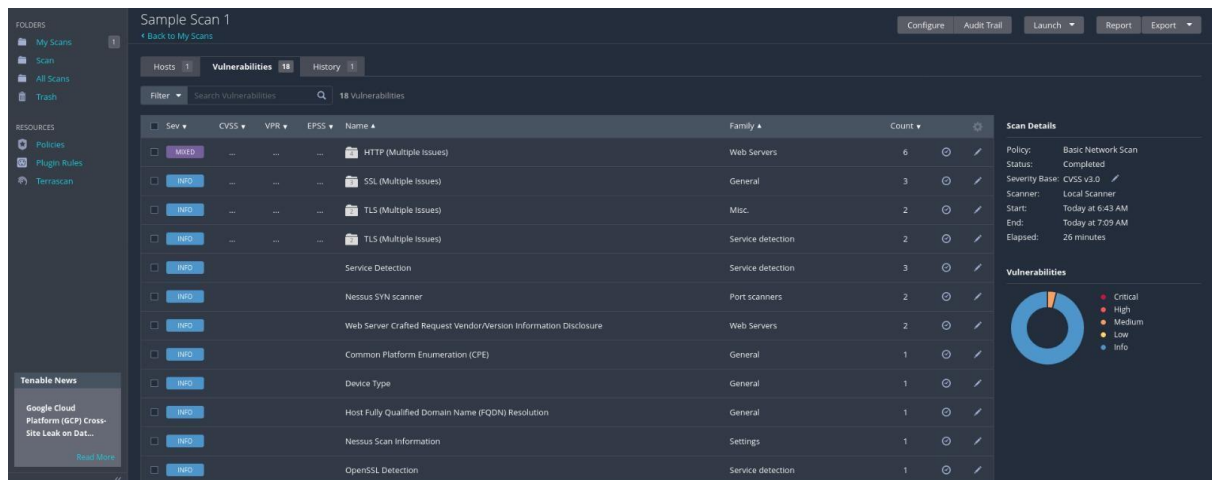 FOLDERS
My Scans 1
Scan
All Scans
Trash
RESOURCES
Policies
Plugin Rules
Terrascan
Tenable News
Google Cloud
Platform (GCP) Cross-
Site Leak on Dat...
Read More
Sample Scan 1
Back to My Scans
Configure Audit Trail Launch Report Export
Hosts 1 Vulnerabilities 18 History 1
Filter Search Vulnerabilities 18 Vulnerabilities
Sev CVSS VPR EPSS Name Family Count
MIXED ... ... ... 4 HTTP (Multiple Issues) Web Servers 6
INFO ... ... ... 3 SSL (Multiple Issues) General 3
INFO ... ... ... 2 TLS (Multiple Issues) Misc. 2
INFO ... ... ... 2 TLS (Multiple Issues) Service detection 2
INFO Service Detection Service detection 3
INFO Nessus SYN scanner Port scanners 2
INFO Web Server Crafted Request Vendor/Version Information Disclosure Web Servers 2
INFO Common Platform Enumeration (CPE) General 1
INFO Device Type General 1
INFO Host Fully Qualified Domain Name (FQDN) Resolution General 1
INFO Nessus Scan Information Settings 1
INFO OpenSSL Detection Service detection 1
Scan Details
Policy: Basic Network Scan
Status: Completed
Severity Base: CVSS v3.0
Scanner: Local Scanner
Start: Today at 6:43 AM
End: Today at 7:09 AM
Elapsed: 26 minutes
Vulnerabilities
Critical
High
Medium
Low
Info